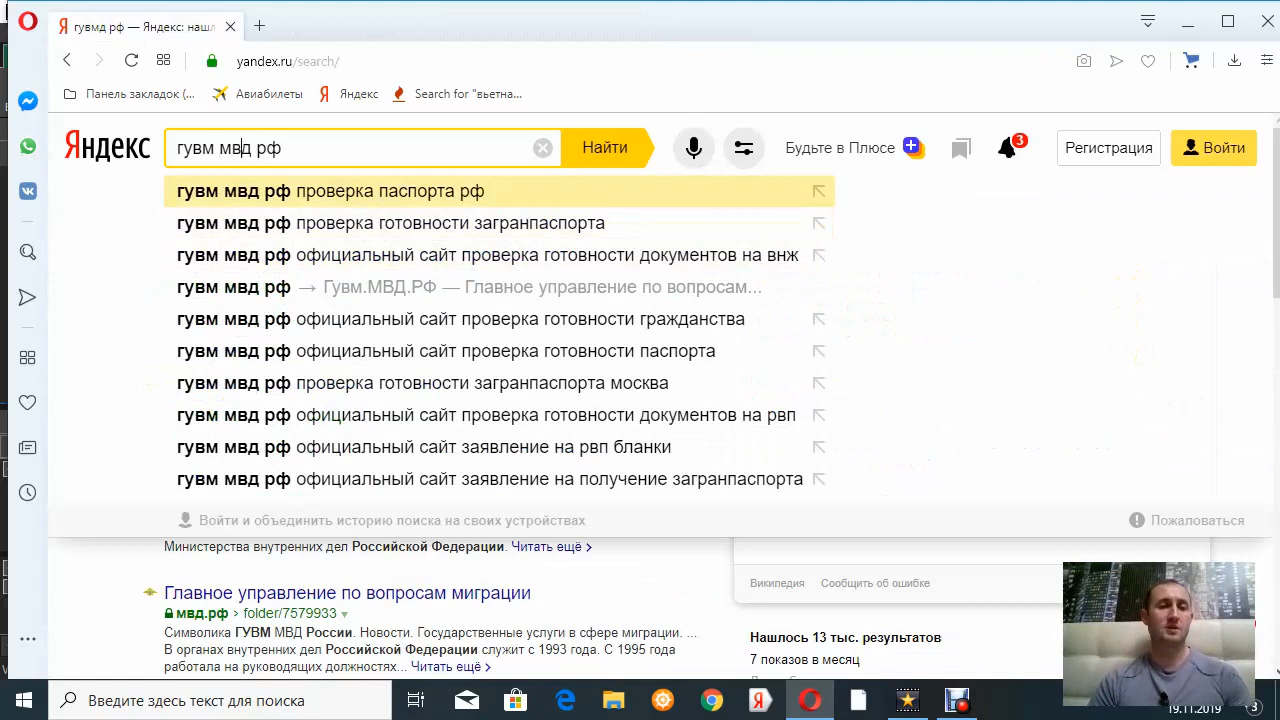 гувмд рф — Яндекс: нашл
yandex.ru/search/
Панель закладок (... Авиабилеты Яндекс Search for "вьетна...
Яндекс гувм мвд рф Найти Будьте в Плюсе 3 Регистрация Войти
гувм мвд рф проверка паспорта рф
гувм мвд рф проверка готовности загранпаспорта
гувм мвд рф официальный сайт проверка готовности документов на внж
гувм мвд рф → Гувм.МВД.РФ — Главное управление по вопросам...
гувм мвд рф официальный сайт проверка готовности гражданства
гувм мвд рф официальный сайт проверка готовности паспорта
гувм мвд рф проверка готовности загранпаспорта москва
гувм мвд рф официальный сайт проверка готовности документов на рвп
гувм мвд рф официальный сайт заявление на рвп бланки
гувм мвд рф официальный сайт заявление на получение загранпаспорта
Войти и объединить историю поиска на своих устройствах Пожаловаться
Министерства внутренних дел Российской Федерации. Читать ещё >
Википедия Сообщить об ошибке
Главное управление по вопросам миграции
мвд.рф > folder/7579933
Символика ГУВМ МВД России. Новости. Государственные услуги в сфере миграции. ...
В органах внутренних дел Российской Федерации служит с 1993 года. С 1995 года
работала на руководящих должностях... Читать ещё >
Нашлось 13 тыс. результатов
7 показов в месяц
Введите здесь текст для поиска
19.11.2019
3